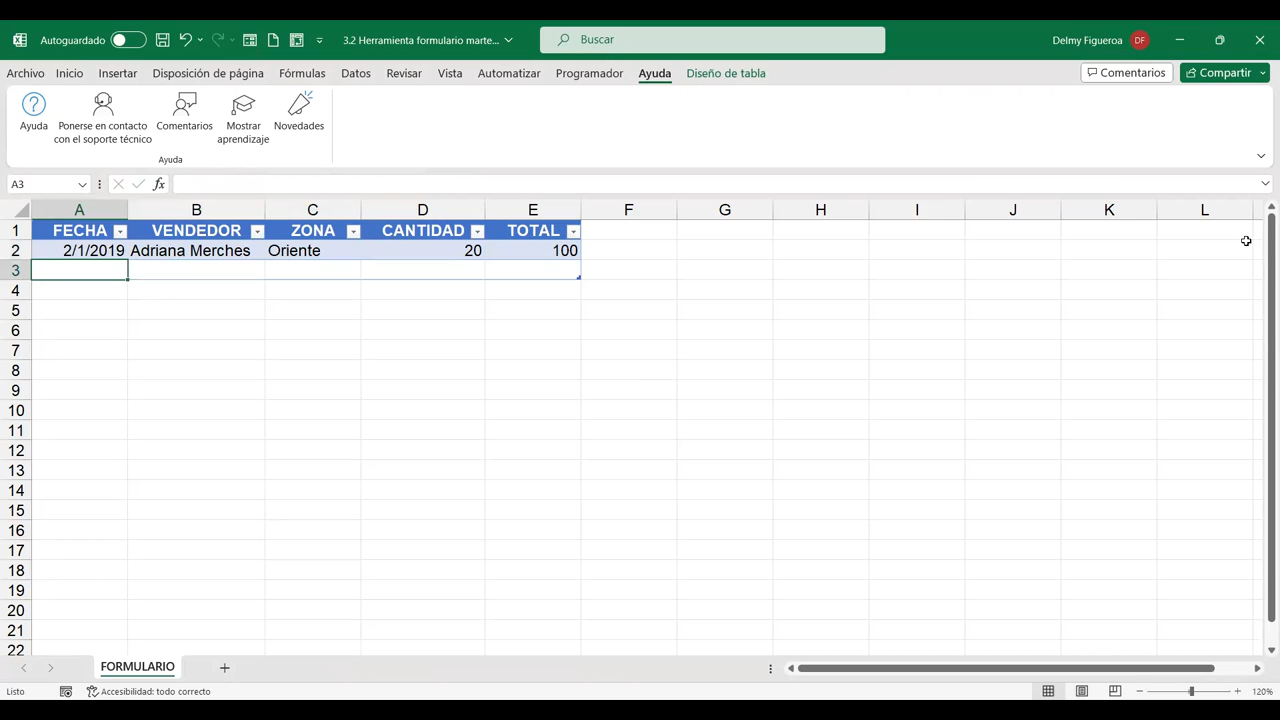 Autoguardado
3.2 Herramienta formulario marte...
Buscar
Delmy Figueroa
DF
Archivo Inicio Insertar Disposición de página Fórmulas Datos Revisar Vista Automatizar Programador Ayuda Diseño de tabla
Comentarios
Compartir
Ayuda
Ponerse en contacto
con el soporte técnico
Comentarios
Mostrar
aprendizaje
Novedades
Ayuda
A3
fx
A B C D E F G H I J K L
1 FECHA VENDEDOR ZONA CANTIDAD TOTAL
2 2/1/2019 Adriana Merches Oriente 20 100
3
4
5
6
7
8
9
10
11
12
13
14
15
16
17
18
19
20
21
22
FORMULARIO
Listo
Accesibilidad: todo correcto
120%